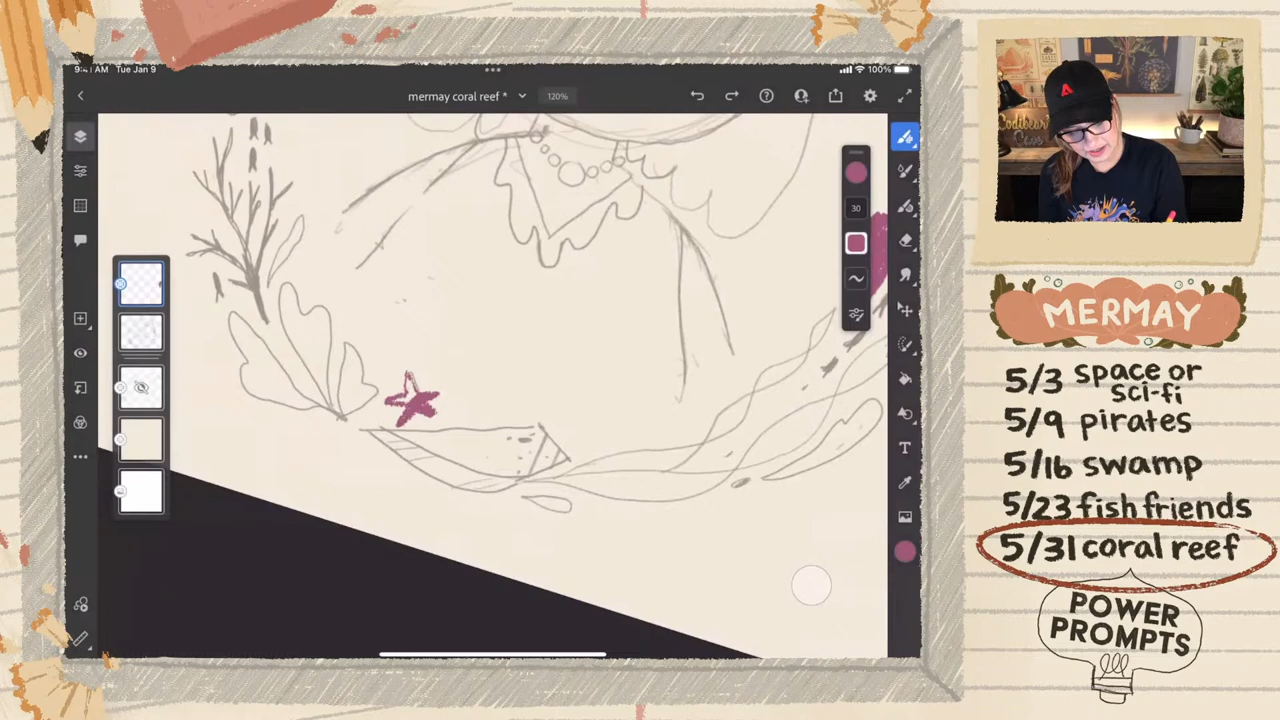 9:41 AM Tue Jan 9
100%
mermay coral reef *
120%
30
T
A
MERMAY
5/3 space or
sci-fi
5/9 pirates
5/16 swamp
5/23 fish friends
5/31 coral reef
POWER
PROMPTS